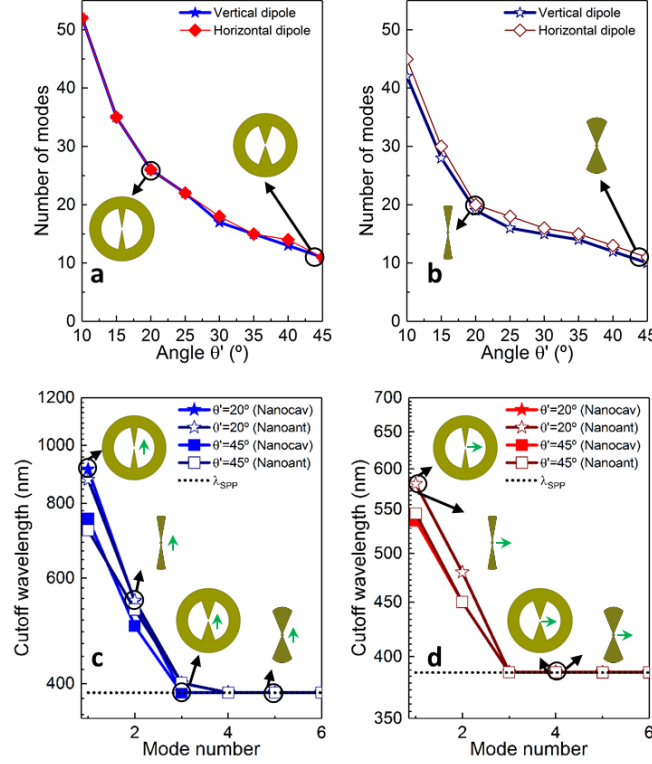 Vertical dipole
Horizontal dipole
50
40
30
20
10
0
Number of modes
a
10 15 20 25 30 35 40 45
Angle θ' (º)
Vertical dipole
Horizontal dipole
50
40
30
20
10
0
Number of modes
b
10 15 20 25 30 35 40 45
Angle θ' (º)
θ'=20º (Nanocav)
θ'=20º (Nanoant)
θ'=45º (Nanocav)
θ'=45º (Nanoant)
λSPP
1200
1000
800
600
400
Cutoff wavelength (nm)
c
2 4 6
Mode number
θ'=20º (Nanocav)
θ'=20º (Nanoant)
θ'=45º (Nanocav)
θ'=45º (Nanoant)
λSPP
700
650
600
550
500
450
400
350
Cutoff wavelength (nm)
d
2 4 6
Mode number